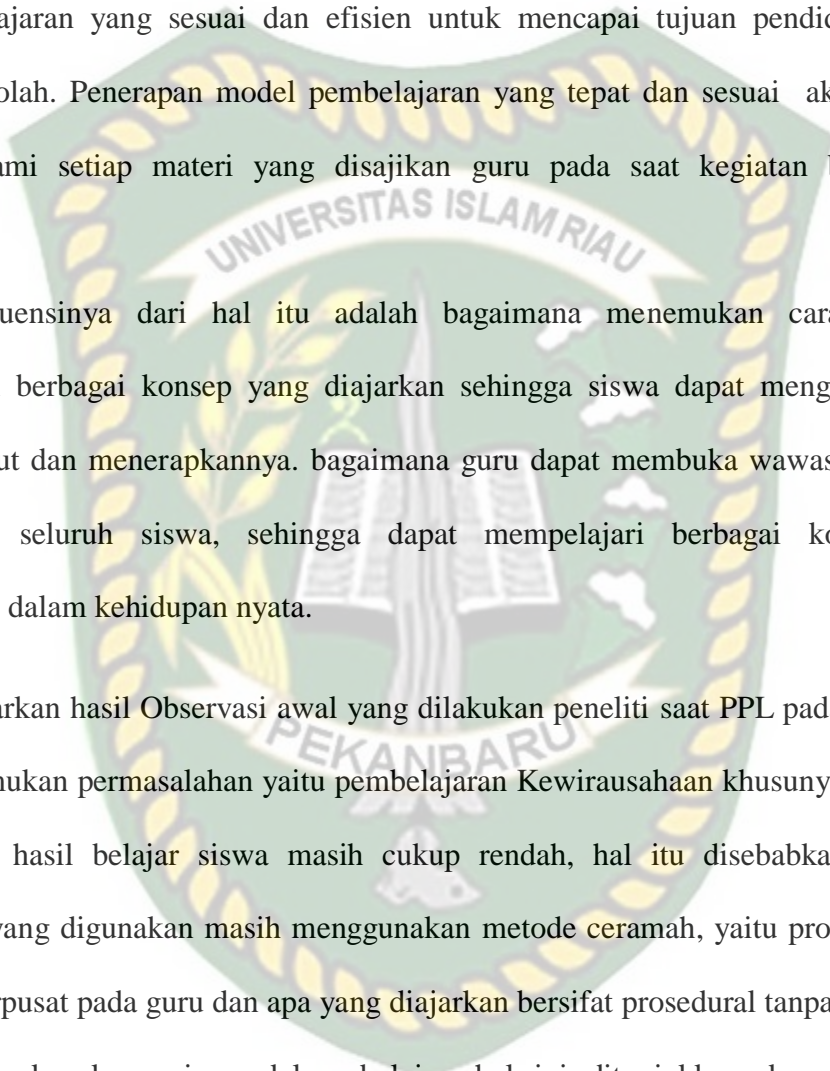 ajaran yang sesuai dan efisien untuk mencapai tujuan pendid
olah. Penerapan model pembelajaran yang tepat dan sesuai ak
ami setiap materi yang disajikan guru pada saat kegiatan b
UNIVERSITAS ISLAM RIAU
uensinya dari hal itu adalah bagaimana menemukan cara
berbagai konsep yang diajarkan sehingga siswa dapat meng
ut dan menerapkannya. bagaimana guru dapat membuka wawas
seluruh siswa, sehingga dapat mempelajari berbagai ko
dalam kehidupan nyata.
arkan hasil Observasi awal yang dilakukan peneliti saat PPL pad
PEKANBARU
nukan permasalahan yaitu pembelajaran Kewirausahaan khusuny
hasil belajar siswa masih cukup rendah, hal itu disebabka
yang digunakan masih menggunakan metode ceramah, yaitu pro
rpusat pada guru dan apa yang diajarkan bersifat prosedural tanpa